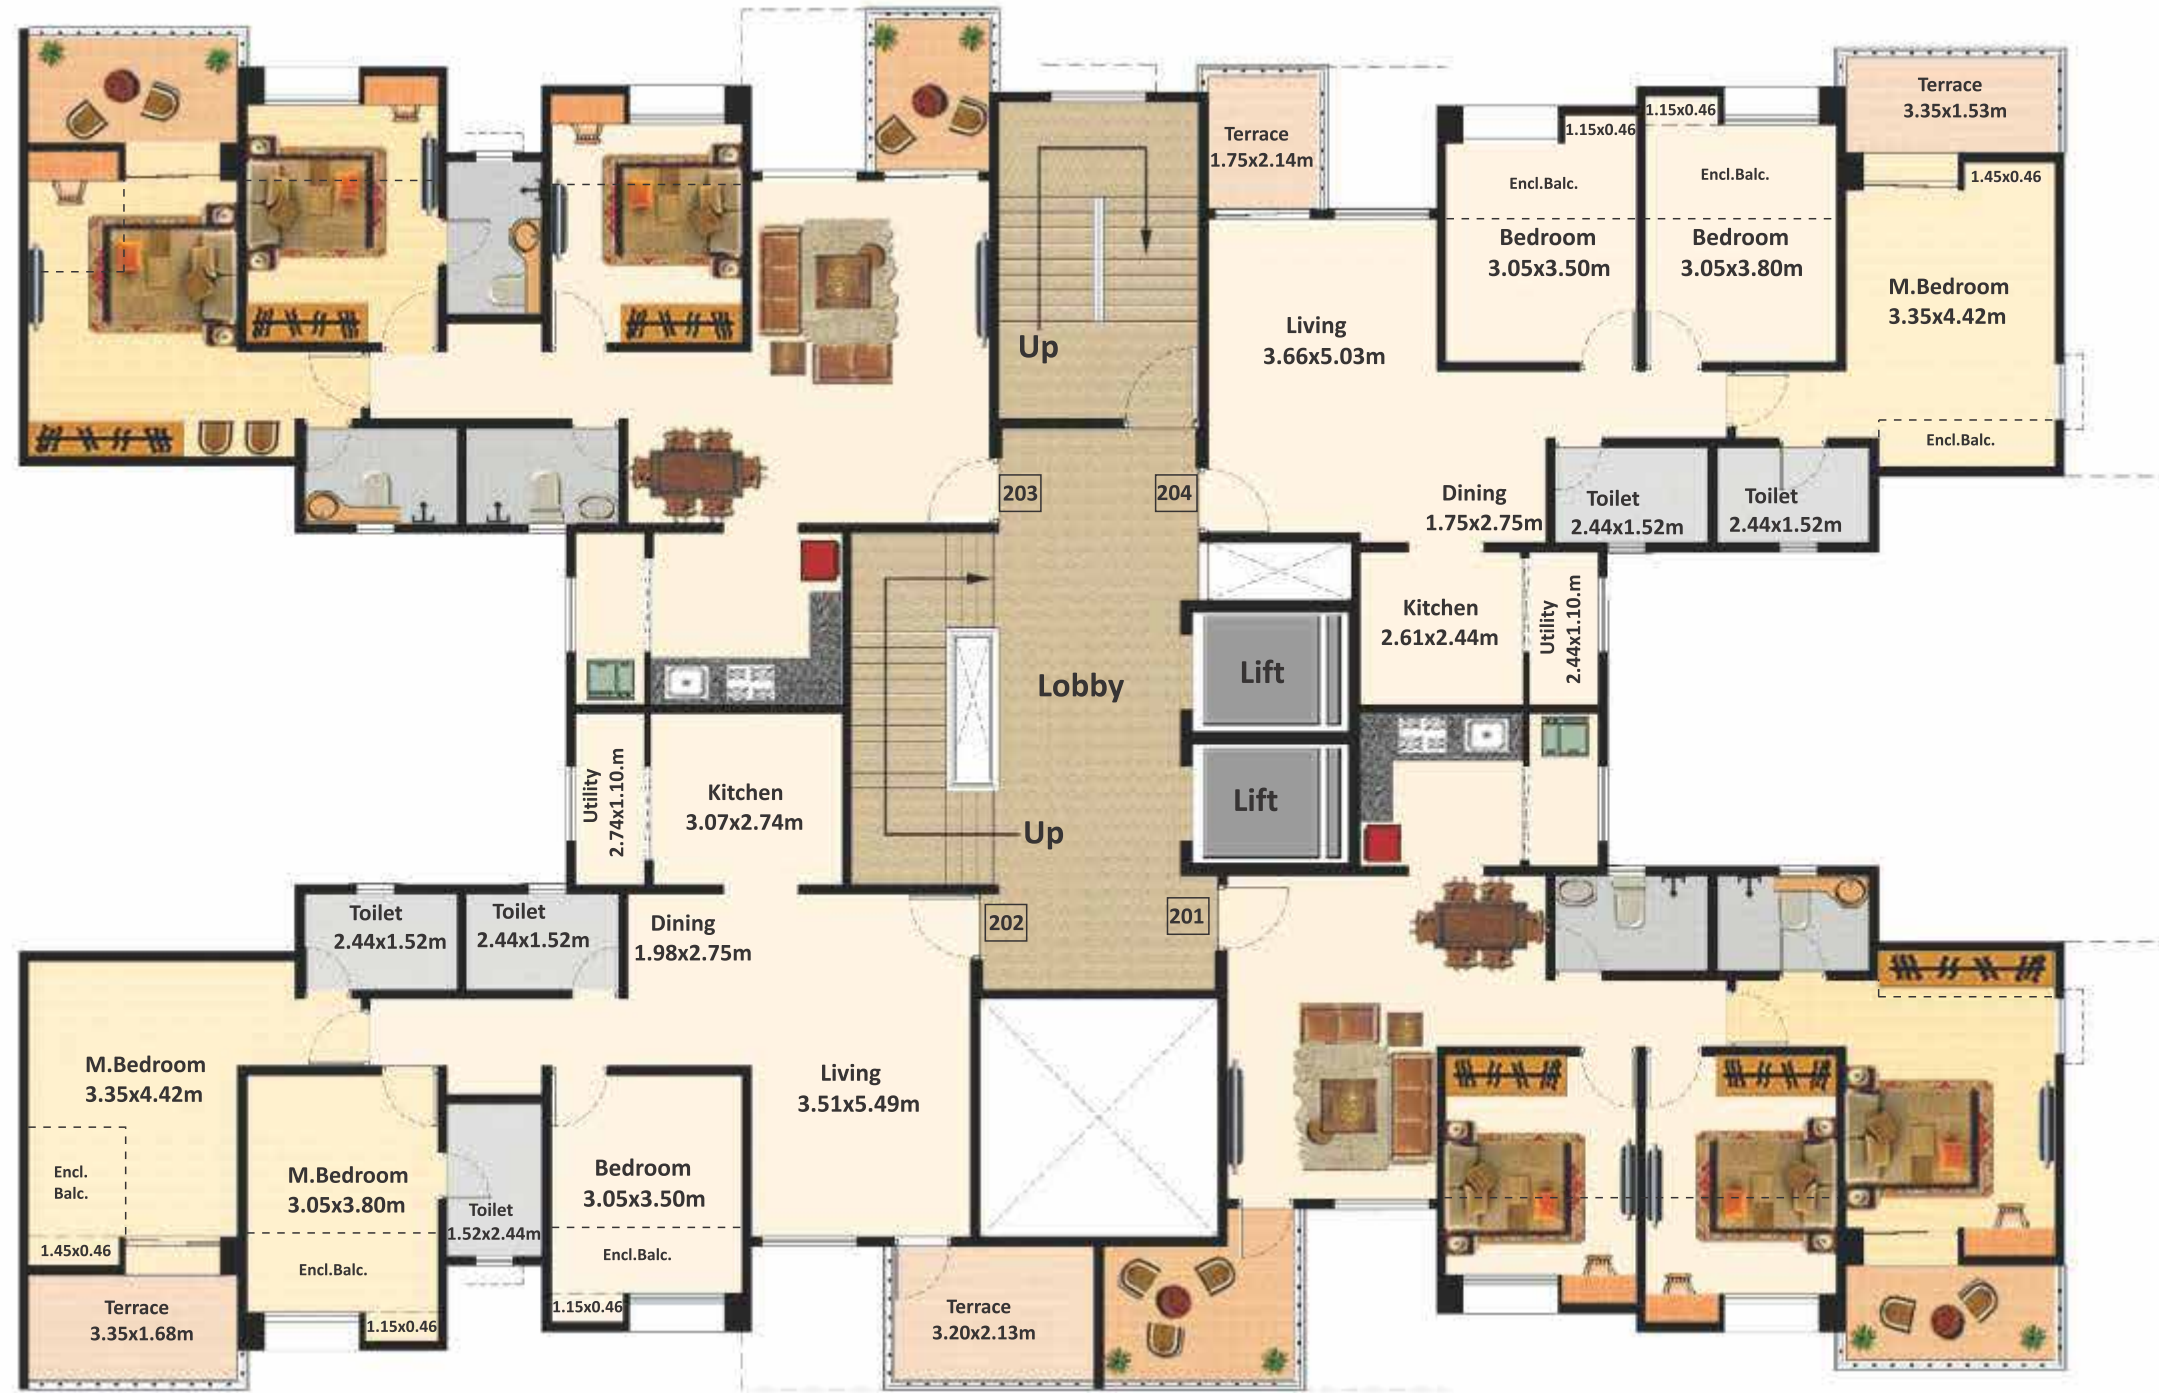 Terrace
1.75x2.14m
Terrace
3.35x1.53m
1.15x0.46
1.15x0.46
1.45x0.46
Encl.Balc.
Encl.Balc.
Bedroom
3.05x3.50m
Bedroom
3.05x3.80m
M.Bedroom
3.35x4.42m
Living
3.66x5.03m
Up
Encl.Balc.
203
204
Dining
1.75x2.75m
Toilet
2.44x1.52m
Toilet
2.44x1.52m
Kitchen
2.61x2.44m
Utility
2.44x1.10.m
Lobby
Lift
Lift
Up
Utility
2.74x1.10.m
Kitchen
3.07x2.74m
Toilet
2.44x1.52m
Toilet
2.44x1.52m
Dining
1.98x2.75m
202
201
M.Bedroom
3.35x4.42m
Living
3.51x5.49m
Encl.
Balc.
M.Bedroom
3.05x3.80m
Bedroom
3.05x3.50m
Toilet
1.52x2.44m
1.45x0.46
Encl.Balc.
Encl.Balc.
Terrace
3.35x1.68m
1.15x0.46
1.15x0.46
Terrace
3.20x2.13m